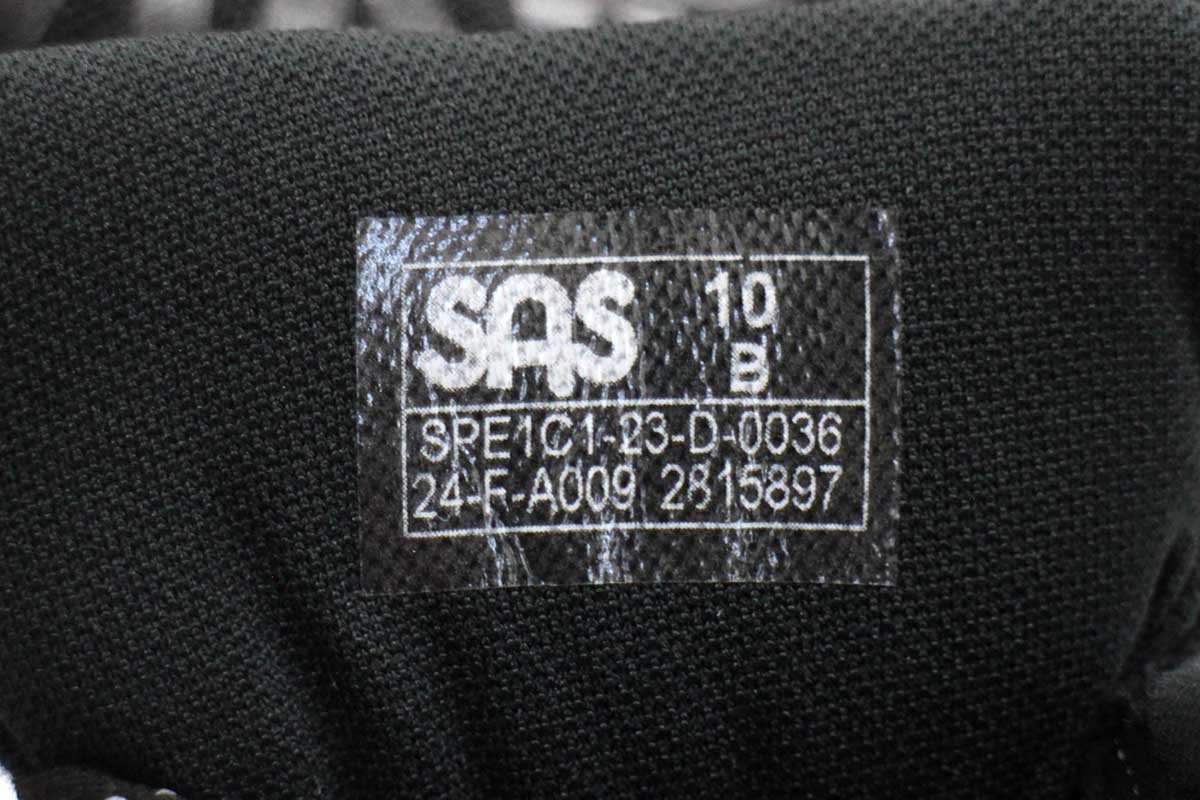 SAS 10
B
SPE1C1-23-D-0036
24-F-A009 2815897